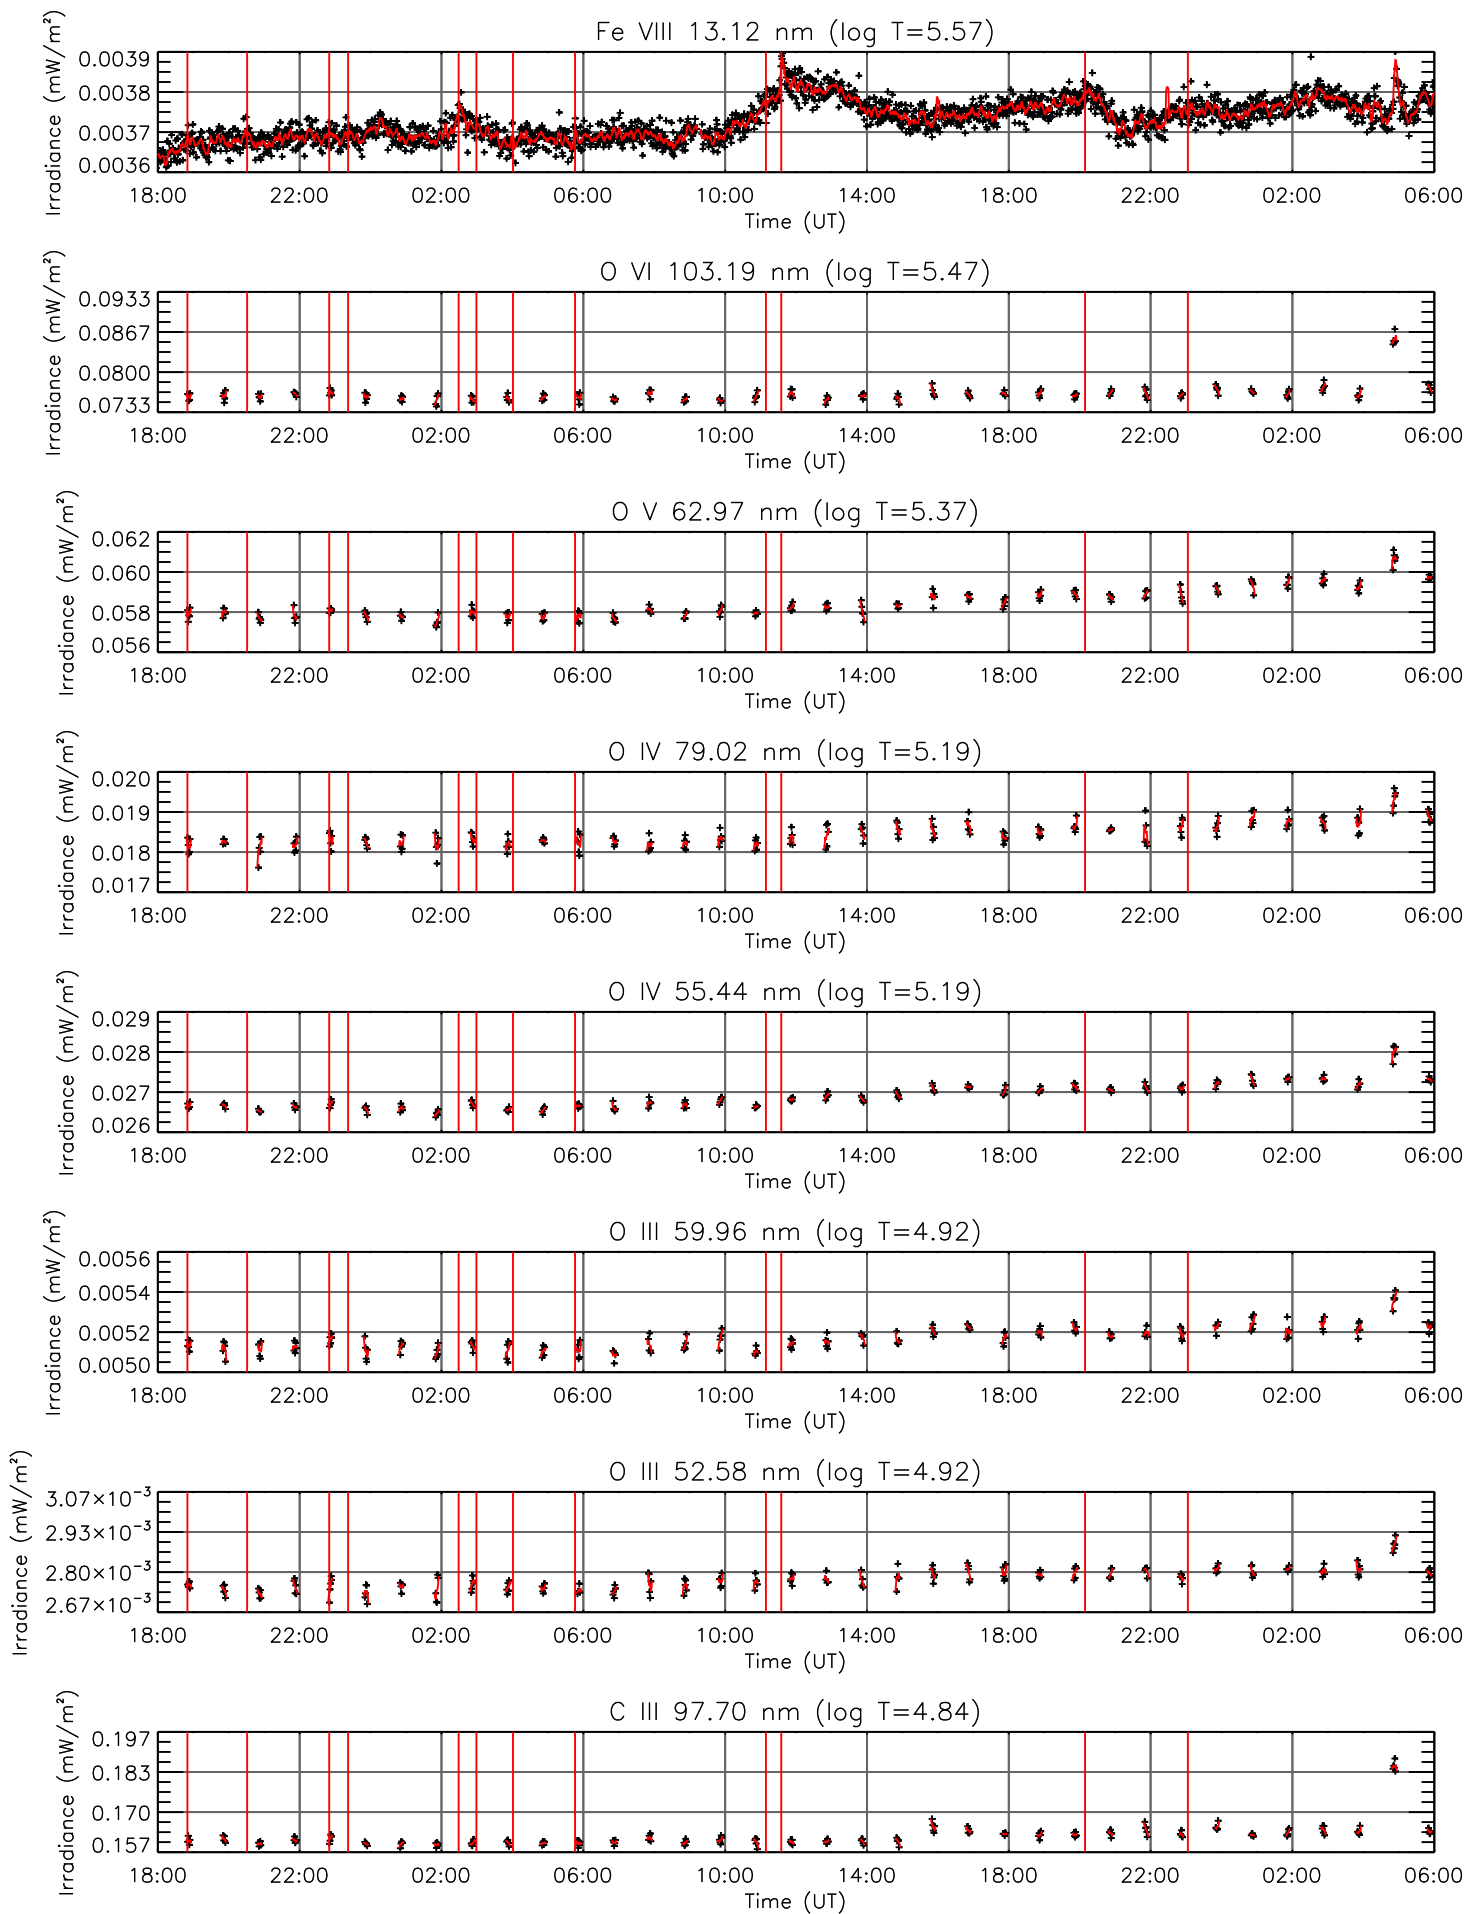 Fe VIII 13.12 nm (log T=5.57)
Irradiance (mW/m²)
0.0039
0.0038
0.0037
0.0036
18:00 22:00 02:00 06:00 10:00 14:00 18:00 22:00 02:00 06:00
Time (UT)
O VI 103.19 nm (log T=5.47)
Irradiance (mW/m²)
0.0933
0.0867
0.0800
0.0733
18:00 22:00 02:00 06:00 10:00 14:00 18:00 22:00 02:00 06:00
Time (UT)
O V 62.97 nm (log T=5.37)
Irradiance (mW/m²)
0.062
0.060
0.058
0.056
18:00 22:00 02:00 06:00 10:00 14:00 18:00 22:00 02:00 06:00
Time (UT)
O IV 79.02 nm (log T=5.19)
Irradiance (mW/m²)
0.020
0.019
0.018
0.017
18:00 22:00 02:00 06:00 10:00 14:00 18:00 22:00 02:00 06:00
Time (UT)
O IV 55.44 nm (log T=5.19)
Irradiance (mW/m²)
0.029
0.028
0.027
0.026
18:00 22:00 02:00 06:00 10:00 14:00 18:00 22:00 02:00 06:00
Time (UT)
O III 59.96 nm (log T=4.92)
Irradiance (mW/m²)
0.0056
0.0054
0.0052
0.0050
18:00 22:00 02:00 06:00 10:00 14:00 18:00 22:00 02:00 06:00
Time (UT)
O III 52.58 nm (log T=4.92)
Irradiance (mW/m²)
3.07×10⁻³
2.93×10⁻³
2.80×10⁻³
2.67×10⁻³
18:00 22:00 02:00 06:00 10:00 14:00 18:00 22:00 02:00 06:00
Time (UT)
C III 97.70 nm (log T=4.84)
Irradiance (mW/m²)
0.197
0.183
0.170
0.157
18:00 22:00 02:00 06:00 10:00 14:00 18:00 22:00 02:00 06:00
Time (UT)